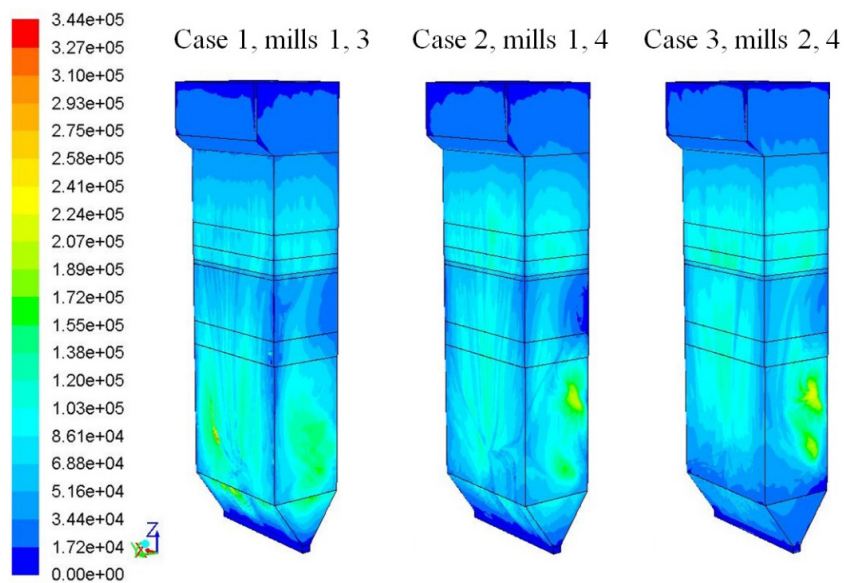 3.44e+05
3.27e+05
3.10e+05
2.93e+05
2.75e+05
2.58e+05
2.41e+05
2.24e+05
2.07e+05
1.89e+05
1.72e+05
1.55e+05
1.38e+05
1.20e+05
1.03e+05
8.61e+04
6.88e+04
5.16e+04
3.44e+04
1.72e+04
0.00e+00
Case 1, mills 1, 3
Case 2, mills 1, 4
Case 3, mills 2, 4
Z
X